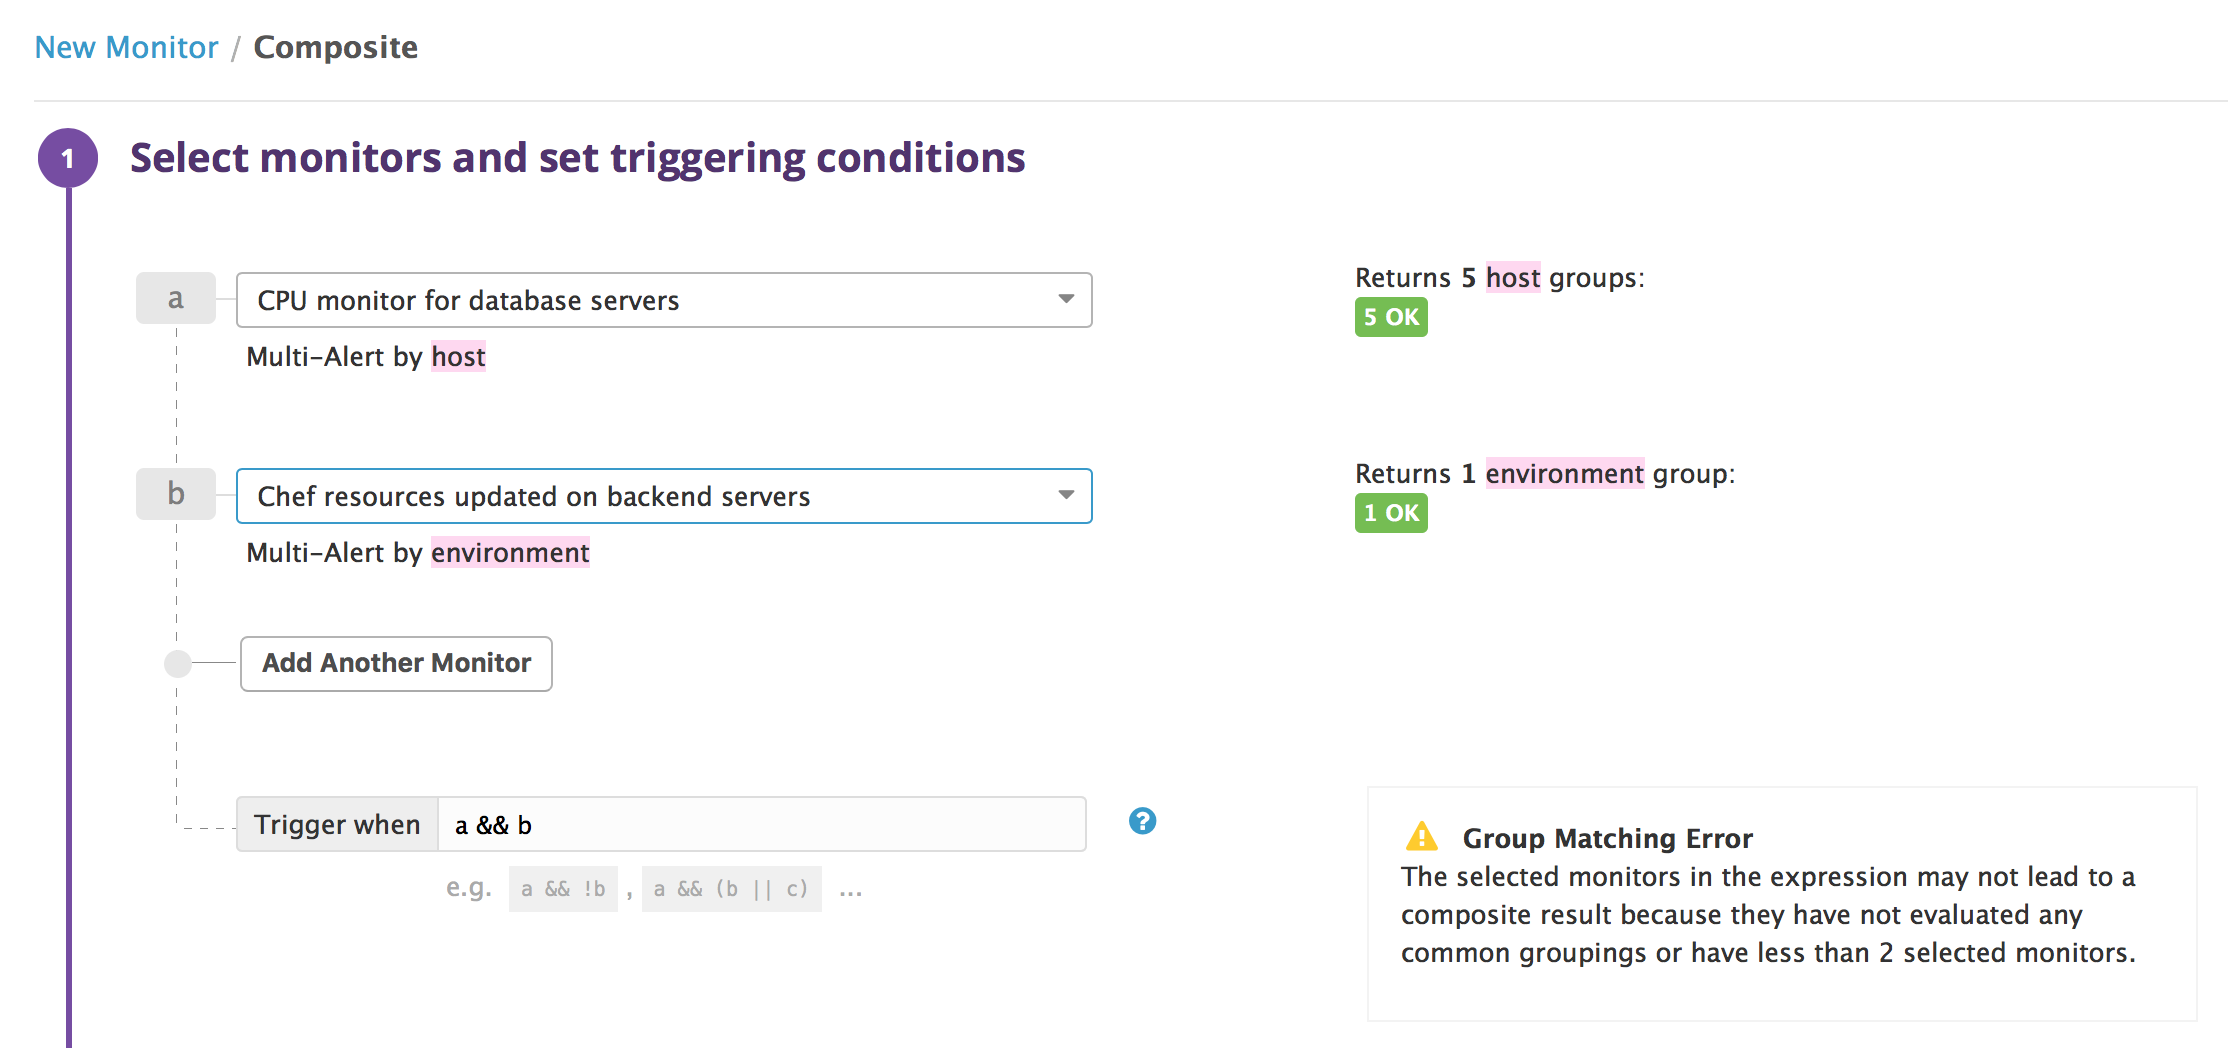 New Monitor / Composite
1 Select monitors and set triggering conditions
a CPU monitor for database servers
Multi-Alert by host
Returns 5 host groups:
5 OK
b Chef resources updated on backend servers
Multi-Alert by environment
Returns 1 environment group:
1 OK
Add Another Monitor
Trigger when a && b ?
e.g. a && !b , a && (b || c) ...
Group Matching Error
The selected monitors in the expression may not lead to a
composite result because they have not evaluated any
common groupings or have less than 2 selected monitors.